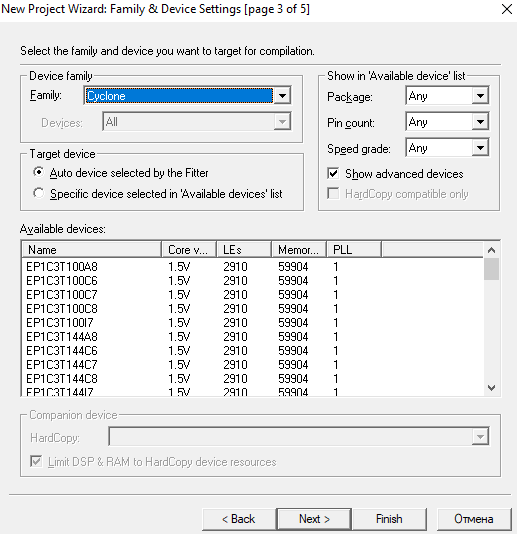 New Project Wizard: Family & Device Settings [page 3 of 5]
Select the family and device you want to target for compilation.
Device family
Family: Cyclone
Devices: All
Show in 'Available device' list
Package: Any
Pin count: Any
Speed grade: Any
Show advanced devices
HardCopy compatible only
Target device
Auto device selected by the Fitter
Specific device selected in 'Available devices' list
Available devices:
Name Core v... LEs Memor... PLL
EP1C3T100A8 1.5V 2910 59904 1
EP1C3T100C6 1.5V 2910 59904 1
EP1C3T100C7 1.5V 2910 59904 1
EP1C3T100C8 1.5V 2910 59904 1
EP1C3T100I7 1.5V 2910 59904 1
EP1C3T144A8 1.5V 2910 59904 1
EP1C3T144C6 1.5V 2910 59904 1
EP1C3T144C7 1.5V 2910 59904 1
EP1C3T144C8 1.5V 2910 59904 1
EP1C3T144I7 1.5V 2910 59904 1
Companion device
HardCopy:
Limit DSP & RAM to HardCopy device resources
< Back Next > Finish Отмена